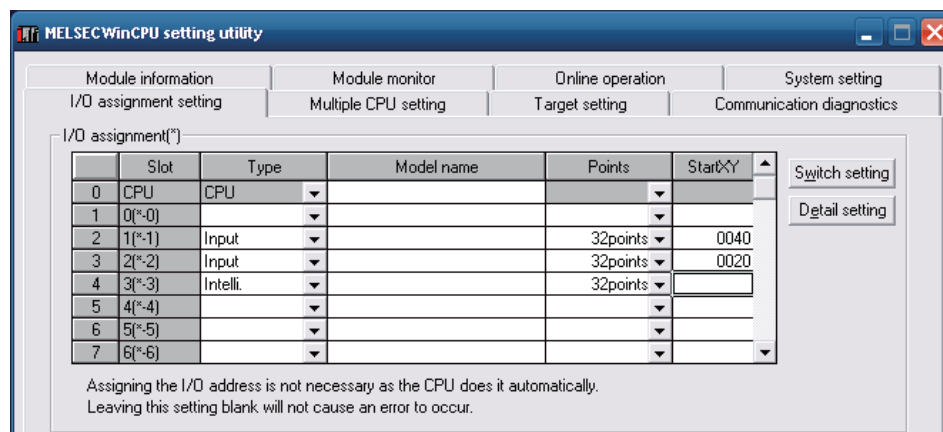 MELSECWinCPU setting utility
Module information Module monitor Online operation System setting
I/O assignment setting Multiple CPU setting Target setting Communication diagnostics
I/O assignment(*)
Slot Type Model name Points StartXY
Switch setting
0 CPU CPU
Detail setting
1 0(*-0)
2 1(*-1) Input 32points 0040
3 2(*-2) Input 32points 0020
4 3(*-3) Intelli. 32points
5 4(*-4)
6 5(*-5)
7 6(*-6)
Assigning the I/O address is not necessary as the CPU does it automatically.
Leaving this setting blank will not cause an error to occur.